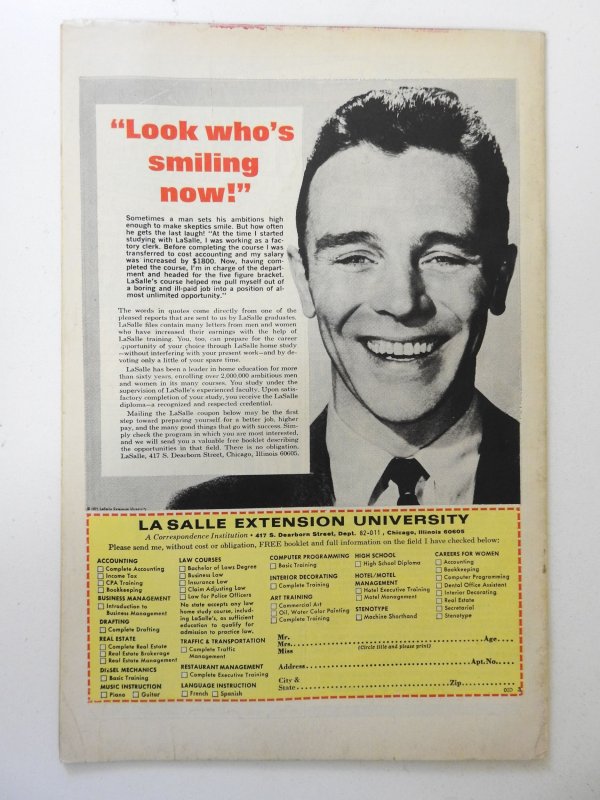 “Look who’s
smiling
now!”
Sometimes a man sets his ambitions high
enough to make skeptics smile. But how often
he gets the last laugh! “At the time I started
studying with LaSalle, I was working as a fac-
tory clerk. Before completing the course I was
transferred to cost accounting and my salary
was increased by $1800. Now, having com-
pleted the course, I’m in charge of the depart-
ment and headed for the five figure bracket.
LaSalle’s course helped me pull myself out of
a boring and ill-paid job into a position of al-
most unlimited opportunity.”
The words in quotes come directly from one of the
pleased reports that are sent to us by LaSalle graduates.
LaSalle files contain many letters from men and women
who have increased their earnings with the help of
LaSalle training. You, too, can prepare for the career
opportunity of your choice through LaSalle home study
—without interfering with your present work—and by de-
voting only a little of your spare time.
LaSalle has been a leader in home education for more
than sixty years, enrolling over 2,000,000 ambitious men
and women in its many courses. You study under the
supervision of LaSalle’s experienced faculty. Upon satis-
factory completion of your study, you receive the LaSalle
diploma—a recognized and respected credential.
Mailing the LaSalle coupon below may be the first
step toward preparing yourself for a better job, higher
pay, and the many good things that go with success. Sim-
ply check the program in which you are most interested,
and we will send you a valuable free booklet describing
the opportunities in that field. There is no obligation.
LaSalle, 417 S. Dearborn Street, Chicago, Illinois 60605.
LaSalle Extension University
LA SALLE EXTENSION UNIVERSITY
A Correspondence Institution • 417 S. Dearborn Street, Dept. 82-011, Chicago, Illinois 60605
Please send me, without cost or obligation, FREE booklet and full information on the field I have checked below:
ACCOUNTING
Complete Accounting
Income Tax
CPA Training
Bookkeeping
BUSINESS MANAGEMENT
Introduction to
Business Management
DRAFTING
Complete Drafting
REAL ESTATE
Complete Real Estate
Real Estate Brokerage
Real Estate Management
DIESEL MECHANICS
Basic Training
MUSIC INSTRUCTION
Piano Guitar
LAW COURSES
Bachelor of Laws Degree
Business Law
Insurance Law
Claim Adjusting Law
Law for Police Officers
No state accepts any law
home study course, includ-
ing LaSalle’s, as sufficient
education to qualify for
admission to practice law.
TRAFFIC & TRANSPORTATION
Complete Traffic
Management
RESTAURANT MANAGEMENT
Complete Executive Training
LANGUAGE INSTRUCTION
French Spanish
COMPUTER PROGRAMMING
Basic Training
INTERIOR DECORATING
Complete Training
ART TRAINING
Commercial Art
Oil, Water Color Painting
Complete Training
HIGH SCHOOL
High School Diploma
HOTEL/MOTEL
MANAGEMENT
Hotel Executive Training
Motel Management
STENOTYPE
Machine Shorthand
CAREERS FOR WOMEN
Accounting
Bookkeeping
Computer Programming
Dental Office Assistant
Interior Decorating
Real Estate
Secretarial
Stenotype
Mr.
Mrs.
Miss
(Circle title and please print)
Age
Address
Apt.No.
City &
State
Zip